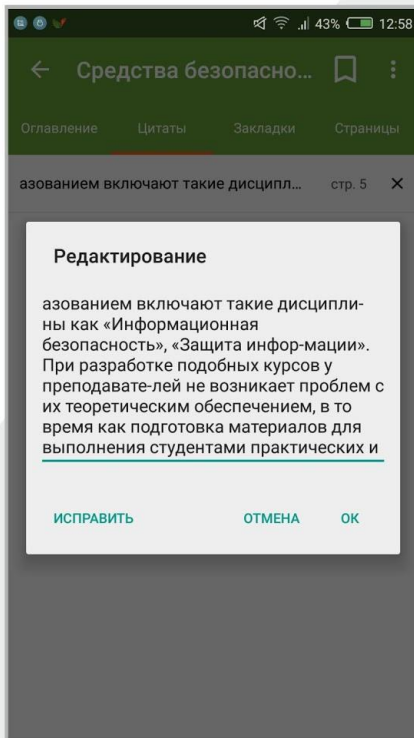 43% 12:58
Средства безопасно...
Оглавление Цитаты Закладки Страницы
азованием включают такие дисципл... стр. 5 ×
Редактирование
азованием включают такие дисципли-
ны как «Информационная
безопасность», «Защита инфор-мации».
При разработке подобных курсов у
преподавате-лей не возникает проблем с
их теоретическим обеспечением, в то
время как подготовка материалов для
выполнения студентами практических и
ИСПРАВИТЬ ОТМЕНА ОК